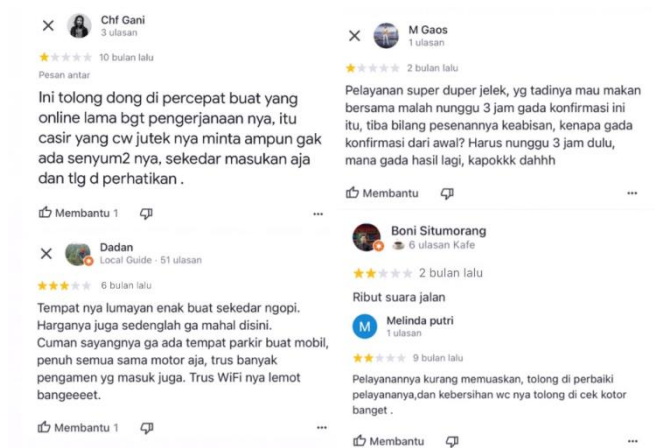 Chf Gani
3 ulasan
10 bulan lalu
Pesan antar
Ini tolong dong di percepat buat yang
online lama bgt pengerjanaan nya, itu
casir yang cw jutek nya minta ampun gak
ada senyum2 nya, sekedar masukan aja
dan tlg d perhatikan .
Membantu 1
Dadan
Local Guide · 51 ulasan
6 bulan lalu
Tempat nya lumayan enak buat sekedar ngopi.
Harganya juga sedenglah ga mahal disini.
Cuman sayangnya ga ada tempat parkir buat mobil,
penuh semua sama motor aja, trus banyak
pengamen yg masuk juga. Trus WiFi nya lemot
bangeeeet.
Membantu 1
M Gaos
1 ulasan
2 bulan lalu
Pelayanan super duper jelek, yg tadinya mau makan
bersama malah nunggu 3 jam gada konfirmasi ini
itu, tiba bilang pesenannya keabisan, kenapa gada
konfirmasi dari awal? Harus nunggu 3 jam dulu,
mana gada hasil lagi, kapokkk dahhh
Membantu
Boni Situmorang
6 ulasan Kafe
2 bulan lalu
Ribut suara jalan
M
Melinda putri
1 ulasan
9 bulan lalu
Pelayanannya kurang memuaskan, tolong di perbaiki
pelayananya,dan kebersihan wc nya tolong di cek kotor
banget .
Membantu